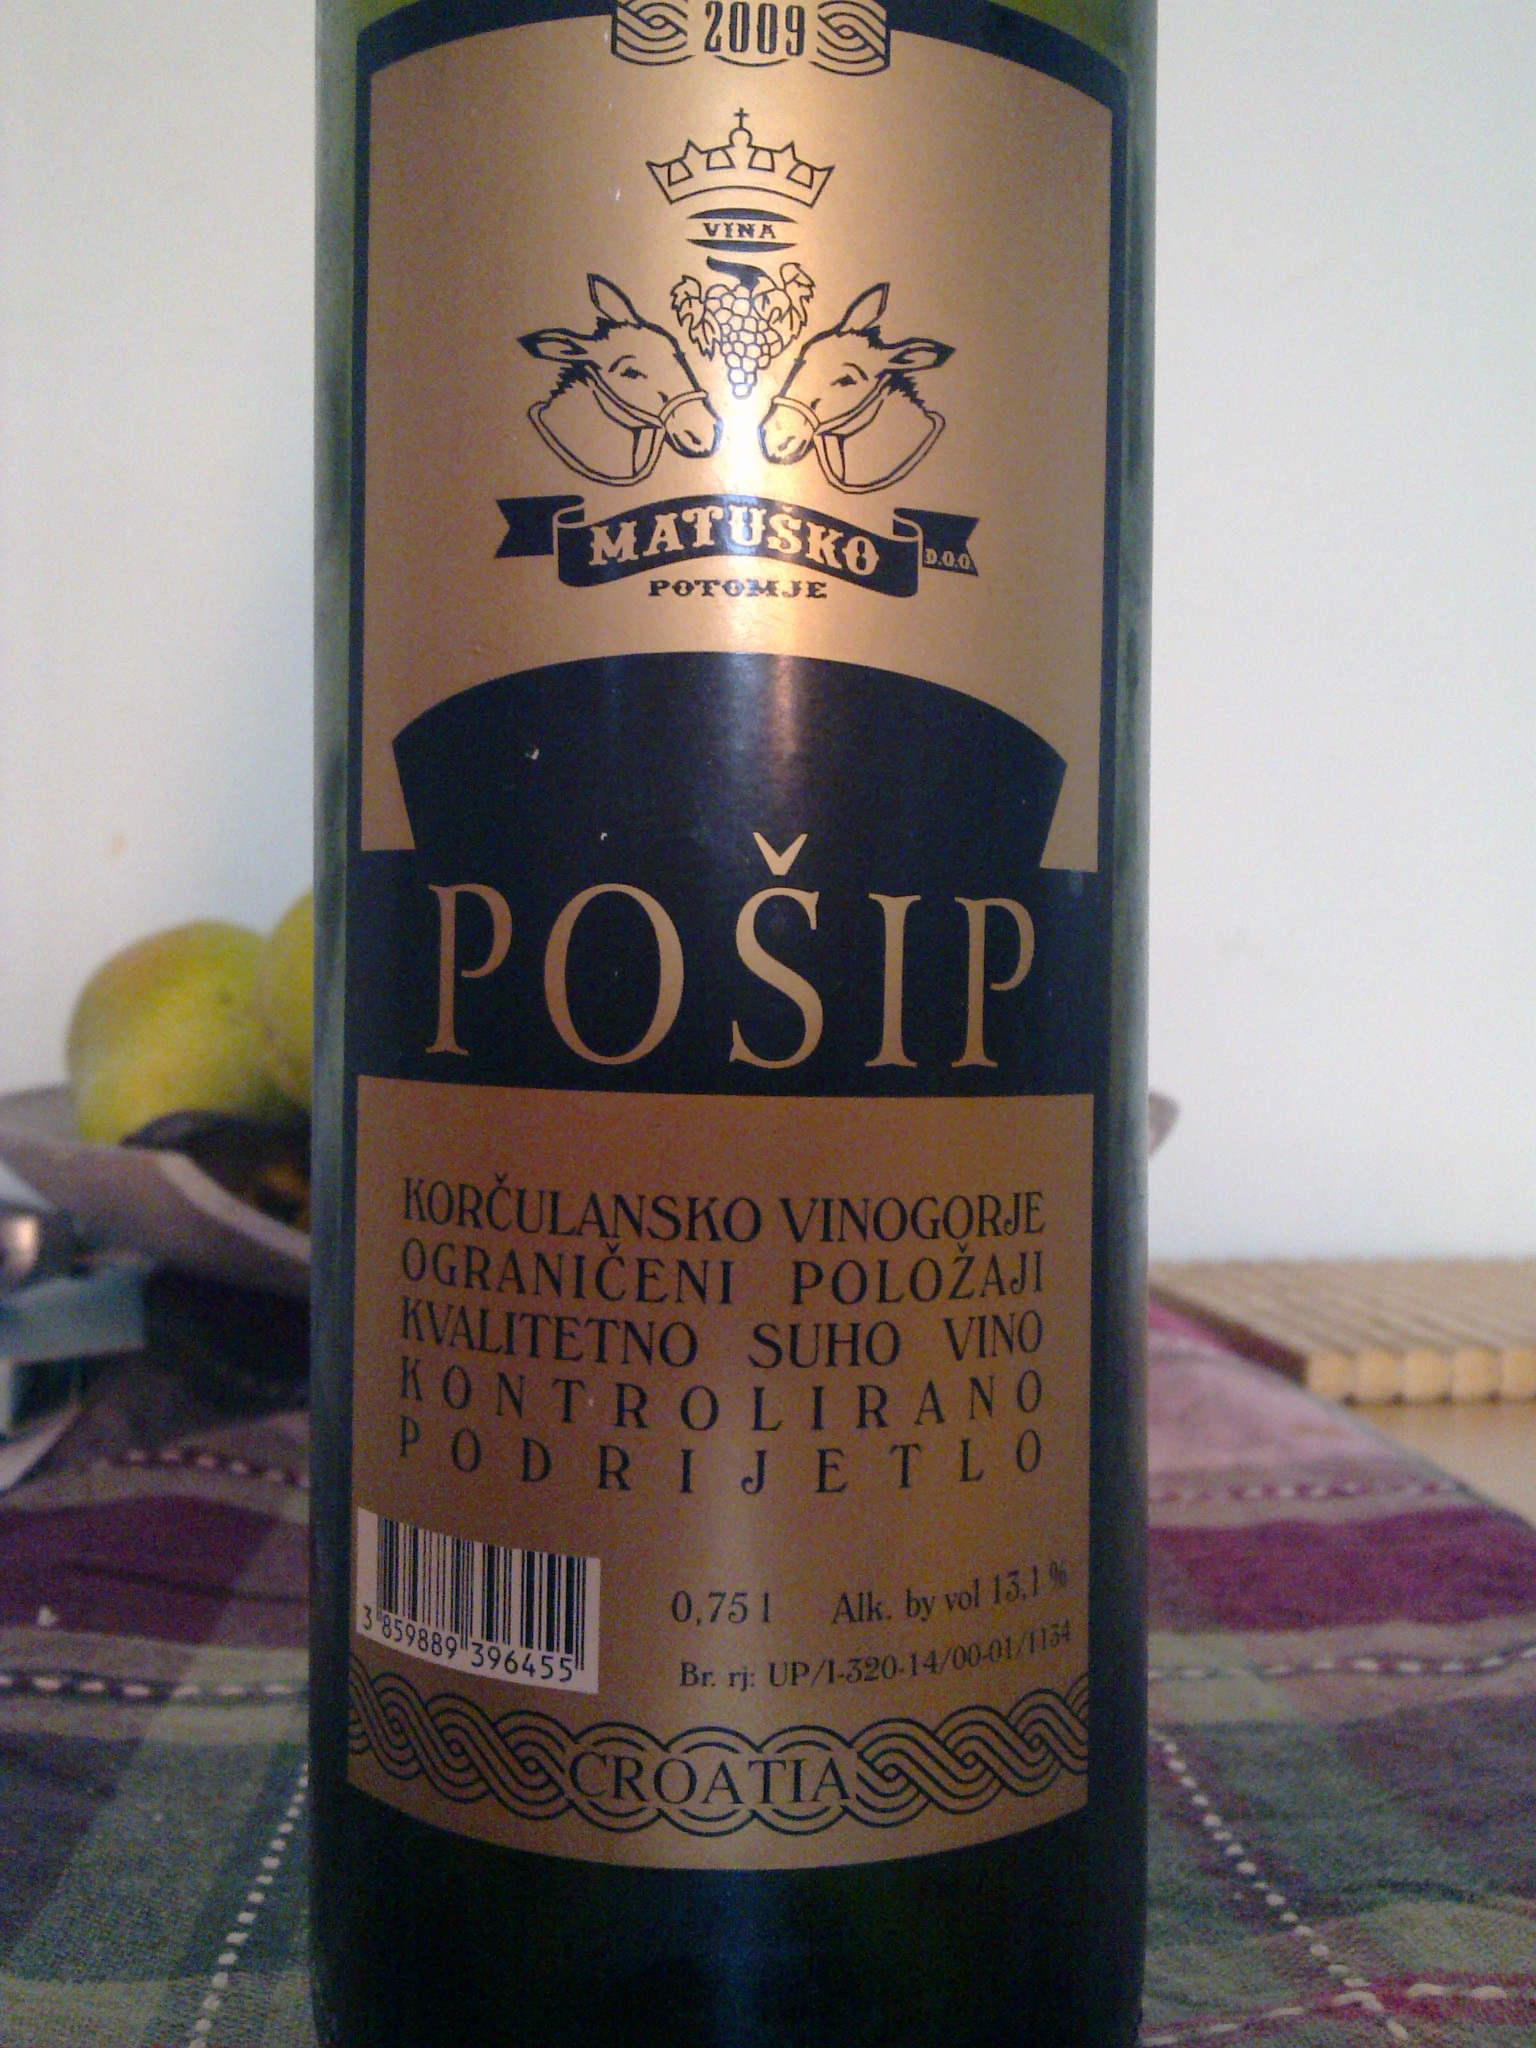 2009
VINA
MATUŠKO D.O.O.
POTOMJE
POŠIP
KORČULANSKO VINOGORJE
OGRANIČENI POLOŽAJI
KVALITETNO SUHO VINO
KONTROLIRANO
PODRIJETLO
0,75 l Alk. by vol 13,1 %
Br. rj: UP/I-320-14/00-01/1134
3 859889 396455
CROATIA